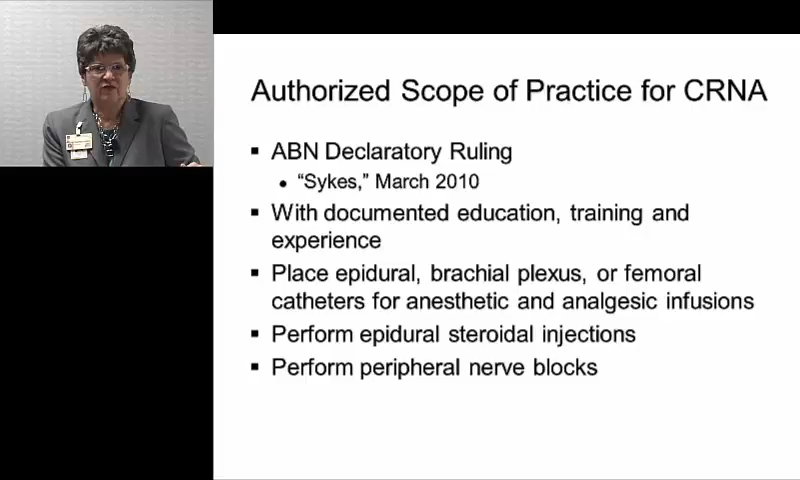 Authorized Scope of Practice for CRNA
▪ ABN Declaratory Ruling
• “Sykes,” March 2010
▪ With documented education, training and
experience
▪ Place epidural, brachial plexus, or femoral
catheters for anesthetic and analgesic infusions
▪ Perform epidural steroidal injections
▪ Perform peripheral nerve blocks